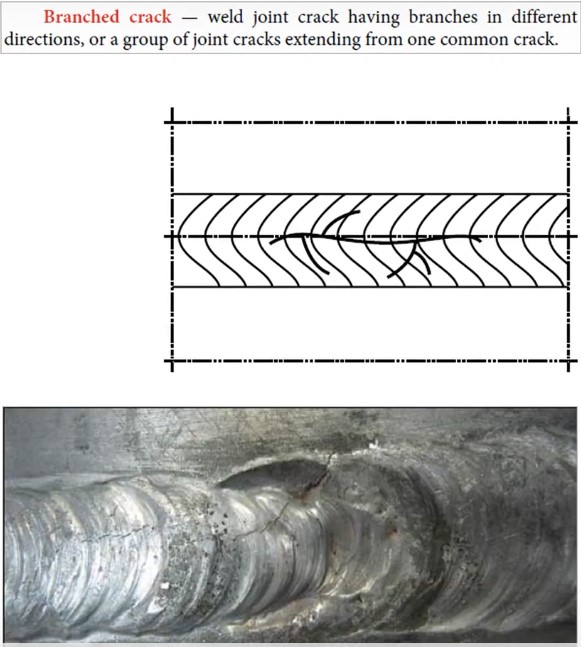 Branched crack — weld joint crack having branches in different
directions, or a group of joint cracks extending from one common crack.